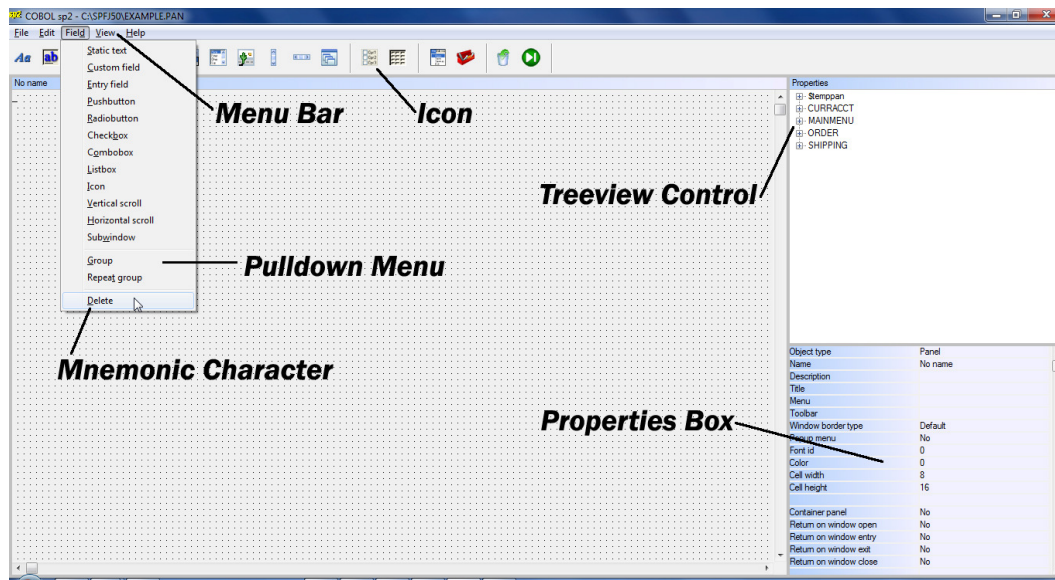 COBOL sp2 - C:\SPFJ50\EXAMPLE.PAN
File Edit Field View Help
Aa ab
No name
Properties
Static text
Custom field
Entry field
Pushbutton
Radiobutton
Checkbox
Combobox
Listbox
Icon
Vertical scroll
Horizontal scroll
Subwindow
Group
Repeat group
Delete
Menu Bar
Icon
Treeview Control
Pulldown Menu
Mnemonic Character
Properties Box
Stemppan
CURRACCT
MAINMENU
ORDER
SHIPPING
Object type Panel
Name No name
Description
Title
Menu
Toolbar
Window border type Default
Popup menu No
Font id 0
Color 0
Cell width 8
Cell height 16
Container panel No
Return on window open No
Return on window entry No
Return on window exit No
Return on window close No